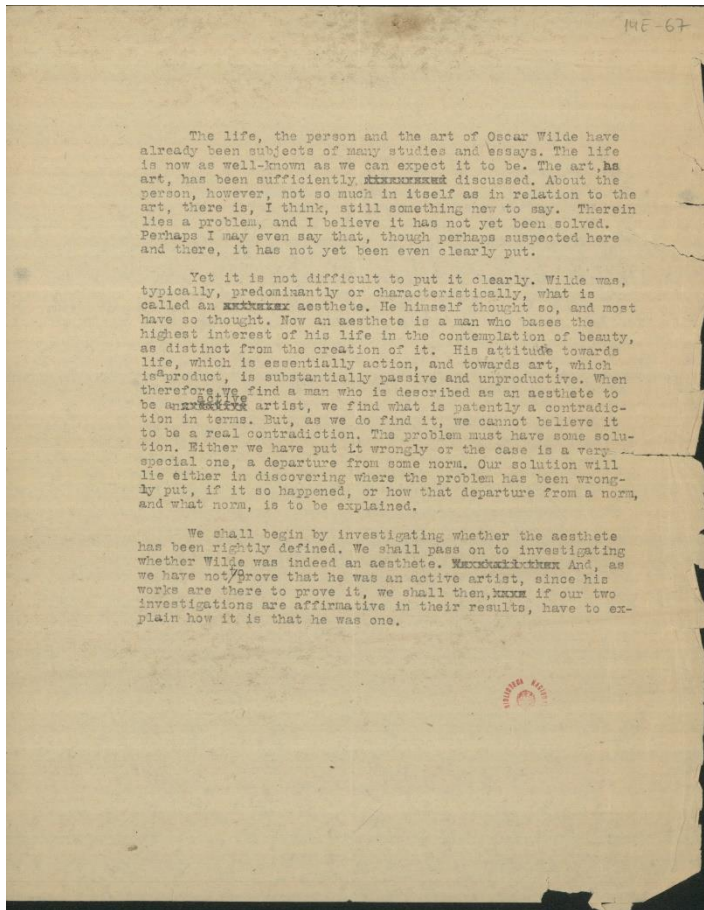 14E-67
The life, the person and the art of Oscar Wilde have
already been subjects of many studies and essays. The life
is now as well-known as we can expect it to be. The art, as
art, has been sufficiently discussed. About the
person, however, not so much in itself as in relation to the
art, there is, I think, still something new to say. Therein
lies a problem, and I believe it has not yet been solved.
Perhaps I may even say that, though perhaps suspected here
and there, it has not yet been even clearly put.
Yet it is not difficult to put it clearly. Wilde was,
typically, predominantly or characteristically, what is
called an aesthete. He himself thought so, and most
have so thought. Now an aesthete is a man who bases the
highest interest of his life in the contemplation of beauty,
as distinct from the creation of it. His attitude towards
life, which is essentially action, and towards art, which
is a product, is substantially passive and unproductive. When
therefore we find a man who is described as an aesthete to
be an active artist, we find what is patently a contradic-
tion in terms. But, as we do find it, we cannot believe it
to be a real contradiction. The problem must have some solu-
tion. Either we have put it wrongly or the case is a very
special one, a departure from some norm. Our solution will
lie either in discovering where the problem has been wrong-
ly put, if it so happened, or how that departure from a norm,
and what norm, is to be explained.
We shall begin by investigating whether the aesthete
has been rightly defined. We shall pass on to investigating
whether Wilde was indeed an aesthete. And, as
we have not to prove that he was an active artist, since his
works are there to prove it, we shall then, if our two
investigations are affirmative in their results, have to ex-
plain how it is that he was one.